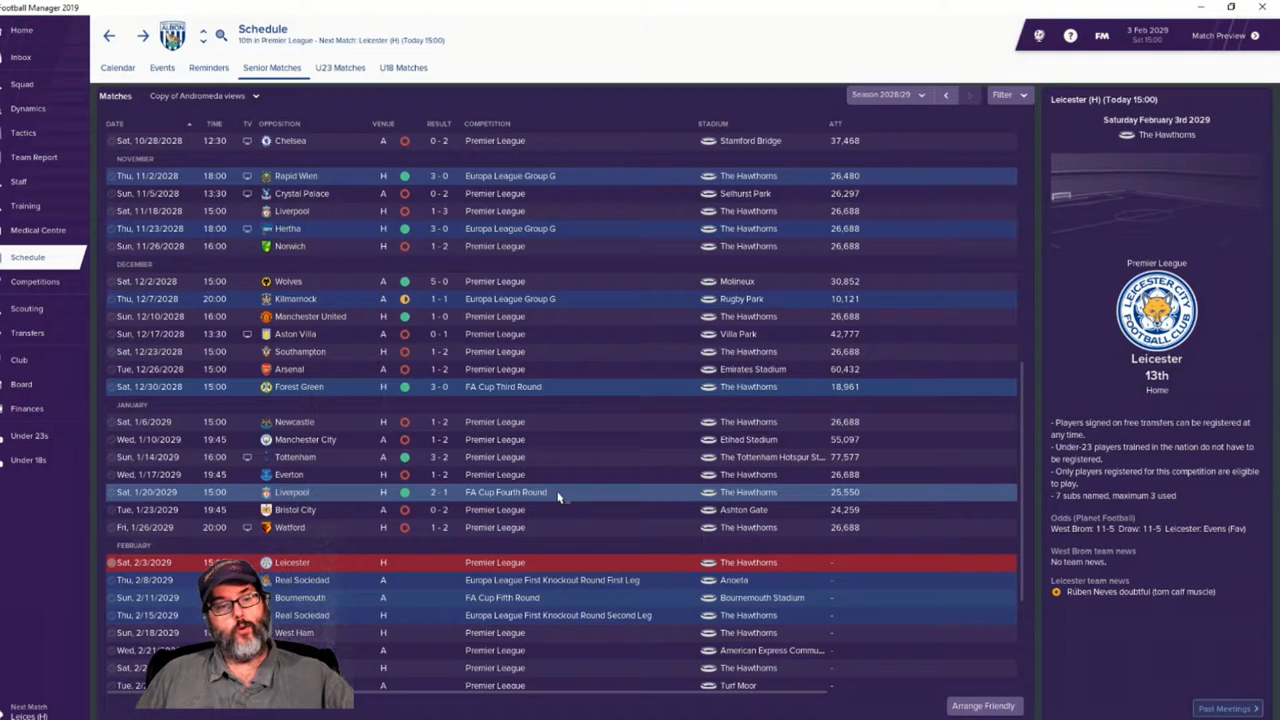 Football Manager 2019
Home
Inbox
Squad
Dynamics
Tactics
Team Report
Staff
Training
Medical Centre
Schedule
Competitions
Scouting
Transfers
Club
Board
Finances
Under 23s
Under 18s
Next Match
Leices (H)
ALBION
Schedule
10th in Premier League - Next Match: Leicester (H) (Today 15:00)
FM
3 Feb 2029
Sat 15:00
Match Preview
Calendar Events Reminders Senior Matches U23 Matches U18 Matches
Matches Copy of Andromeda views Season 2028/29 Filter
DATE TIME TV OPPOSITION VENUE RESULT COMPETITION STADIUM ATT
Sat, 10/28/2028 12:30 Chelsea A 0 - 2 Premier League Stamford Bridge 37,468
NOVEMBER
Thu, 11/2/2028 18:00 Rapid Wien H 3 - 0 Europa League Group G The Hawthorns 26,480
Sun, 11/5/2028 13:30 Crystal Palace A 0 - 2 Premier League Selhurst Park 26,297
Sat, 11/18/2028 15:00 Liverpool H 1 - 3 Premier League The Hawthorns 26,688
Thu, 11/23/2028 18:00 Hertha H 3 - 0 Europa League Group G The Hawthorns 26,688
Sun, 11/26/2028 16:00 Norwich H 1 - 2 Premier League The Hawthorns 26,688
DECEMBER
Sat, 12/2/2028 15:00 Wolves A 5 - 0 Premier League Molineux 30,852
Thu, 12/7/2028 20:00 Kilmarnock A 1 - 1 Europa League Group G Rugby Park 10,121
Sun, 12/10/2028 16:00 Manchester United H 1 - 0 Premier League The Hawthorns 26,688
Sun, 12/17/2028 13:30 Aston Villa A 0 - 1 Premier League Villa Park 42,777
Sat, 12/23/2028 15:00 Southampton H 1 - 2 Premier League The Hawthorns 26,688
Tue, 12/26/2028 15:00 Arsenal A 1 - 2 Premier League Emirates Stadium 60,432
Sat, 12/30/2028 15:00 Forest Green H 3 - 0 FA Cup Third Round The Hawthorns 18,961
JANUARY
Sat, 1/6/2029 15:00 Newcastle H 1 - 2 Premier League The Hawthorns 26,688
Wed, 1/10/2029 19:45 Manchester City A 1 - 2 Premier League Etihad Stadium 55,097
Sun, 1/14/2029 16:00 Tottenham A 3 - 2 Premier League The Tottenham Hotspur St... 77,577
Wed, 1/17/2029 19:45 Everton H 1 - 2 Premier League The Hawthorns 26,688
Sat, 1/20/2029 15:00 Liverpool H 2 - 1 FA Cup Fourth Round The Hawthorns 25,550
Tue, 1/23/2029 19:45 Bristol City A 0 - 2 Premier League Ashton Gate 24,259
Fri, 1/26/2029 20:00 Watford H 1 - 2 Premier League The Hawthorns 26,688
FEBRUARY
Sat, 2/3/2029 Leicester H Premier League The Hawthorns -
Thu, 2/8/2029 Real Sociedad A Europa League First Knockout Round First Leg Anoeta -
Sun, 2/11/2029 Bournemouth A FA Cup Fifth Round Bournemouth Stadium -
Thu, 2/15/2029 Real Sociedad H Europa League First Knockout Round Second Leg The Hawthorns -
Sun, 2/18/2029 West Ham H Premier League The Hawthorns -
Wed, A Premier League American Express Commu... -
Sat, H Premier League The Hawthorns -
Tue, A Premier League Turf Moor -
Arrange Friendly
Leicester (H) (Today 15:00)
Saturday February 3rd 2029
The Hawthorns
Premier League
LEICESTER CITY
FOOTBALL CLUB
Leicester
13th
Home
- Players signed on free transfers can be registered at
any time.
- Under-23 players trained in the nation do not have to
be registered.
- Only players registered for this competition are eligible
to play.
- 7 subs named, maximum 3 used
Odds (Planet Football)
West Brom: 11-5 Draw: 11-5 Leicester: Evens (Fav)
West Brom team news
No team news.
Leicester team news
Rúben Neves doubtful (torn calf muscle)
Past Meetings